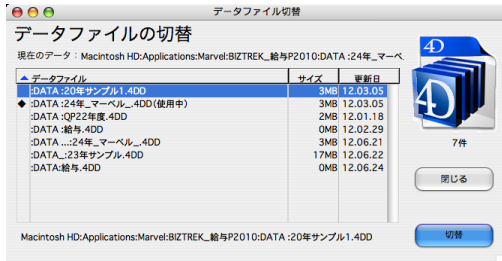 データファイル切替
データファイルの切替
現在のデータ：Macintosh HD:Applications:Marvel:BIZTREK_給与P2010:DATA :24年_マーベ
データファイル サイズ 更新日
:DATA :20年サンプル1.4DD 3MB 12.03.05
◆ :DATA :24年_マーベル_.4DD(使用中) 3MB 12.03.05
:DATA :QP22年度.4DD 2MB 12.01.18
:DATA :給与.4DD 0MB 12.02.29
:DATA ...:24年_マーベル_.4DD 3MB 12.06.21
:DATA_:23年サンプル.4DD 17MB 12.06.22
:DATA:給与.4DD 0MB 12.06.24
4D
4D
7件
閉じる
Macintosh HD:Applications:Marvel:BIZTREK_給与P2010:DATA :20年サンプル1.4DD
切替